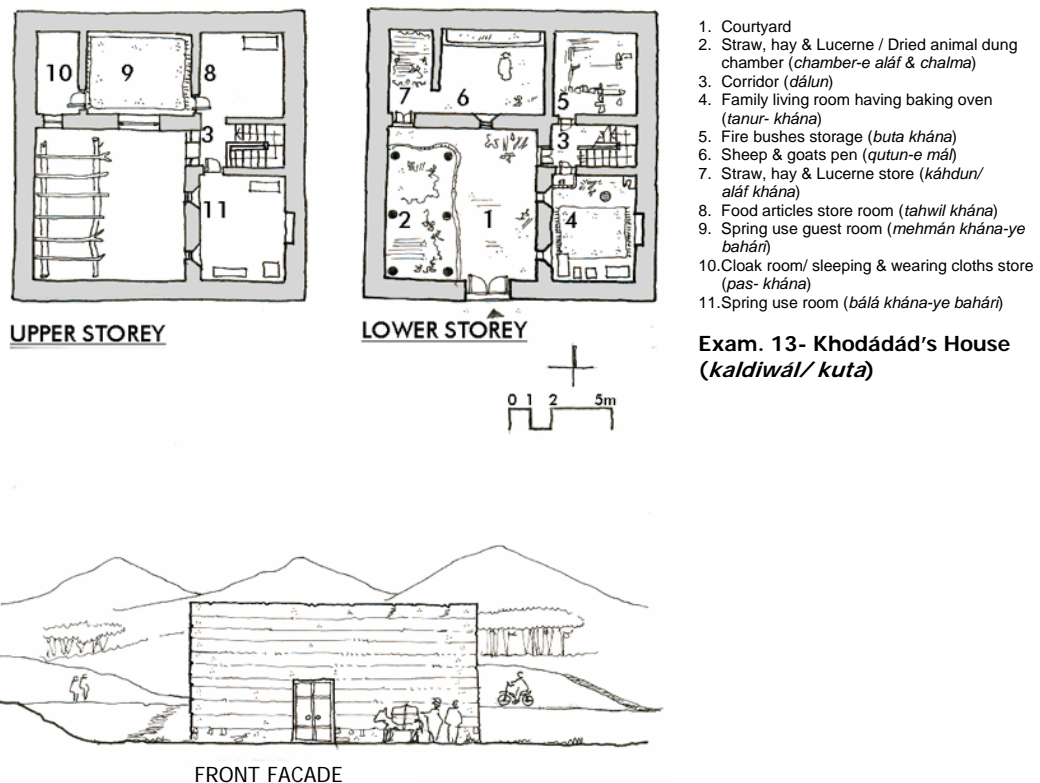 10
9
8
3
11
UPPER STOREY
7
6
5
3
2
1
4
LOWER STOREY
0 1 2 5m
FRONT FACADE
1. Courtyard
2. Straw, hay & Lucerne / Dried animal dung
chamber (chamber-e aláf & chalma)
3. Corridor (dálun)
4. Family living room having baking oven
(tanur- khána)
5. Fire bushes storage (buta khána)
6. Sheep & goats pen (qutun-e mál)
7. Straw, hay & Lucerne store (káhdun/
aláf khána)
8. Food articles store room (tahwil khána)
9. Spring use guest room (mehmán khána-ye
bahári)
10.Cloak room/ sleeping & wearing cloths store
(pas- khána)
11.Spring use room (bálá khána-ye bahári)
Exam. 13- Khodádád's House
(kaldiwál/ kuta)